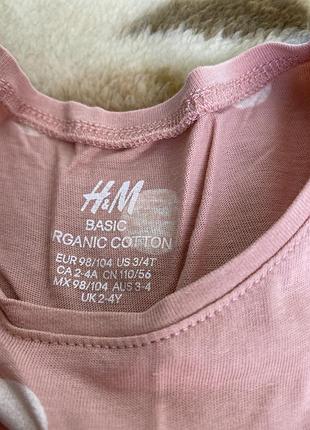 H&M
BASIC
RGANIC COTTON
EUR 98/104 US 3/4T
CA 2-4A CN 110/56
MX 98/104 AUS 3-4
UK 2-4Y